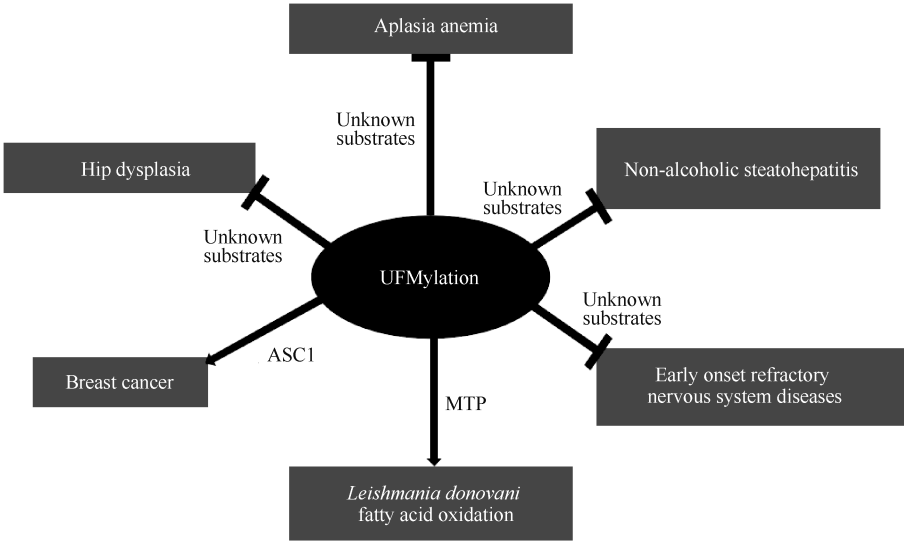 Aplasia anemia
Unknown
substrates
Hip dysplasia
Non-alcoholic steatohepatitis
Unknown
substrates
Unknown
substrates
UFMylation
Unknown
substrates
ASC1
Breast cancer
Early onset refractory
nervous system diseases
MTP
Leishmania donovani
fatty acid oxidation